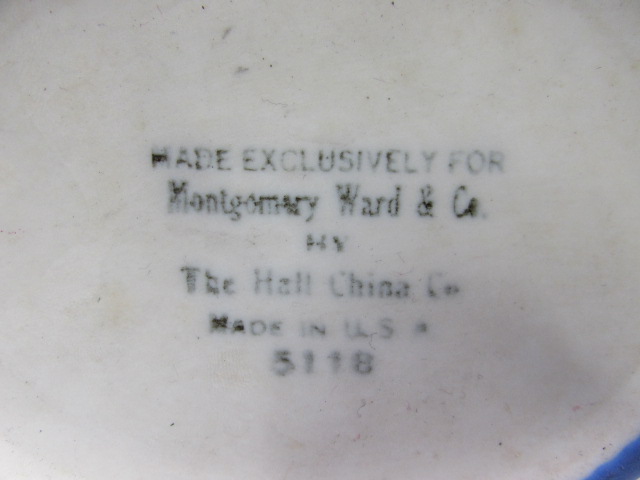 MADE EXCLUSIVELY FOR
Montgomery Ward & Co.
BY
The Hall China Co
MADE IN U.S.A
5118